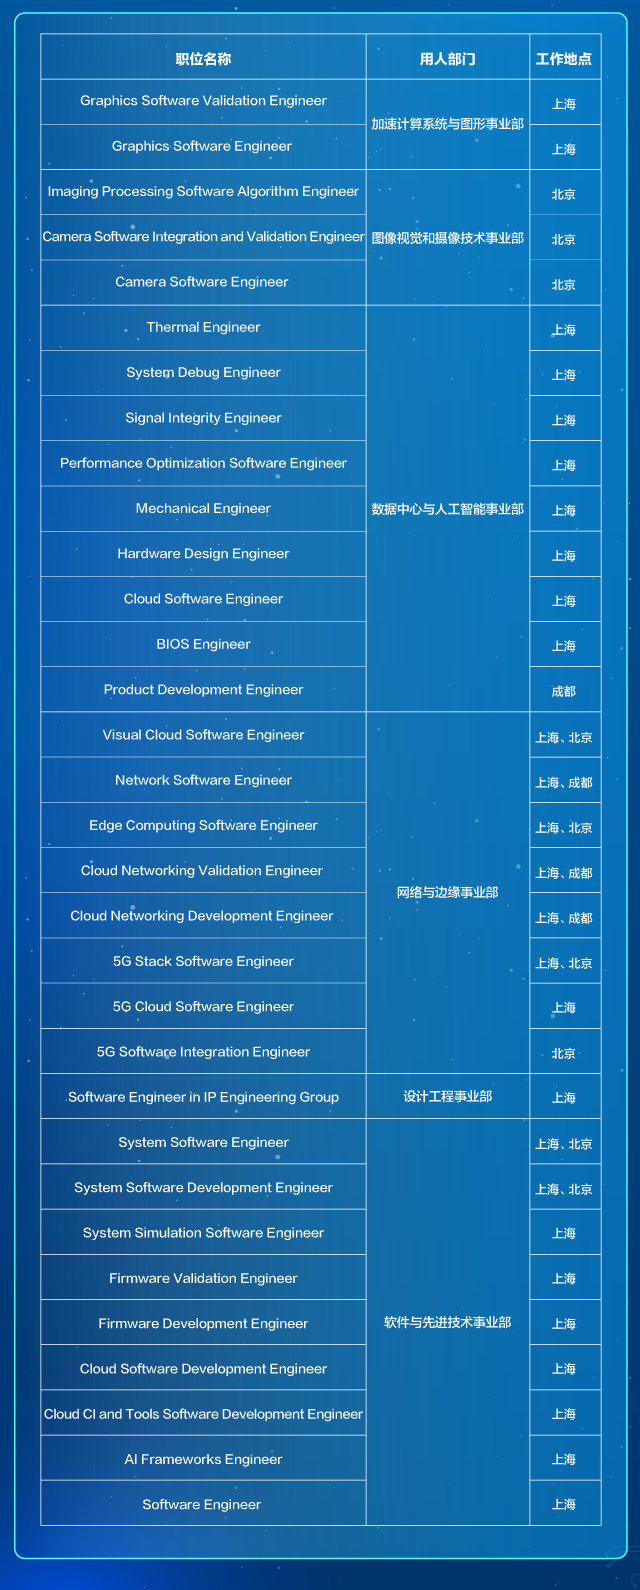 职位名称 用人部门 工作地点
Graphics Software Validation Engineer 上海
加速计算系统与图形事业部
Graphics Software Engineer 上海
Imaging Processing Software Algorithm Engineer 北京
Camera Software Integration and Validation Engineer 图像视觉和摄像技术事业部 北京
Camera Software Engineer 北京
Thermal Engineer 上海
System Debug Engineer 上海
Signal Integrity Engineer 上海
Performance Optimization Software Engineer 上海
Mechanical Engineer 数据中心与人工智能事业部 上海
Hardware Design Engineer 上海
Cloud Software Engineer 上海
BIOS Engineer 上海
Product Development Engineer 成都
Visual Cloud Software Engineer 上海、北京
Network Software Engineer 上海、成都
Edge Computing Software Engineer 上海、北京
Cloud Networking Validation Engineer 上海、成都
网络与边缘事业部
Cloud Networking Development Engineer 上海、成都
5G Stack Software Engineer 上海、北京
5G Cloud Software Engineer 上海
5G Software Integration Engineer 北京
Software Engineer in IP Engineering Group 设计工程事业部 上海
System Software Engineer 上海、北京
System Software Development Engineer 上海、北京
System Simulation Software Engineer 上海
Firmware Validation Engineer 上海
Firmware Development Engineer 软件与先进技术事业部 上海
Cloud Software Development Engineer 上海
Cloud CI and Tools Software Development Engineer 上海
AI Frameworks Engineer 上海
Software Engineer 上海